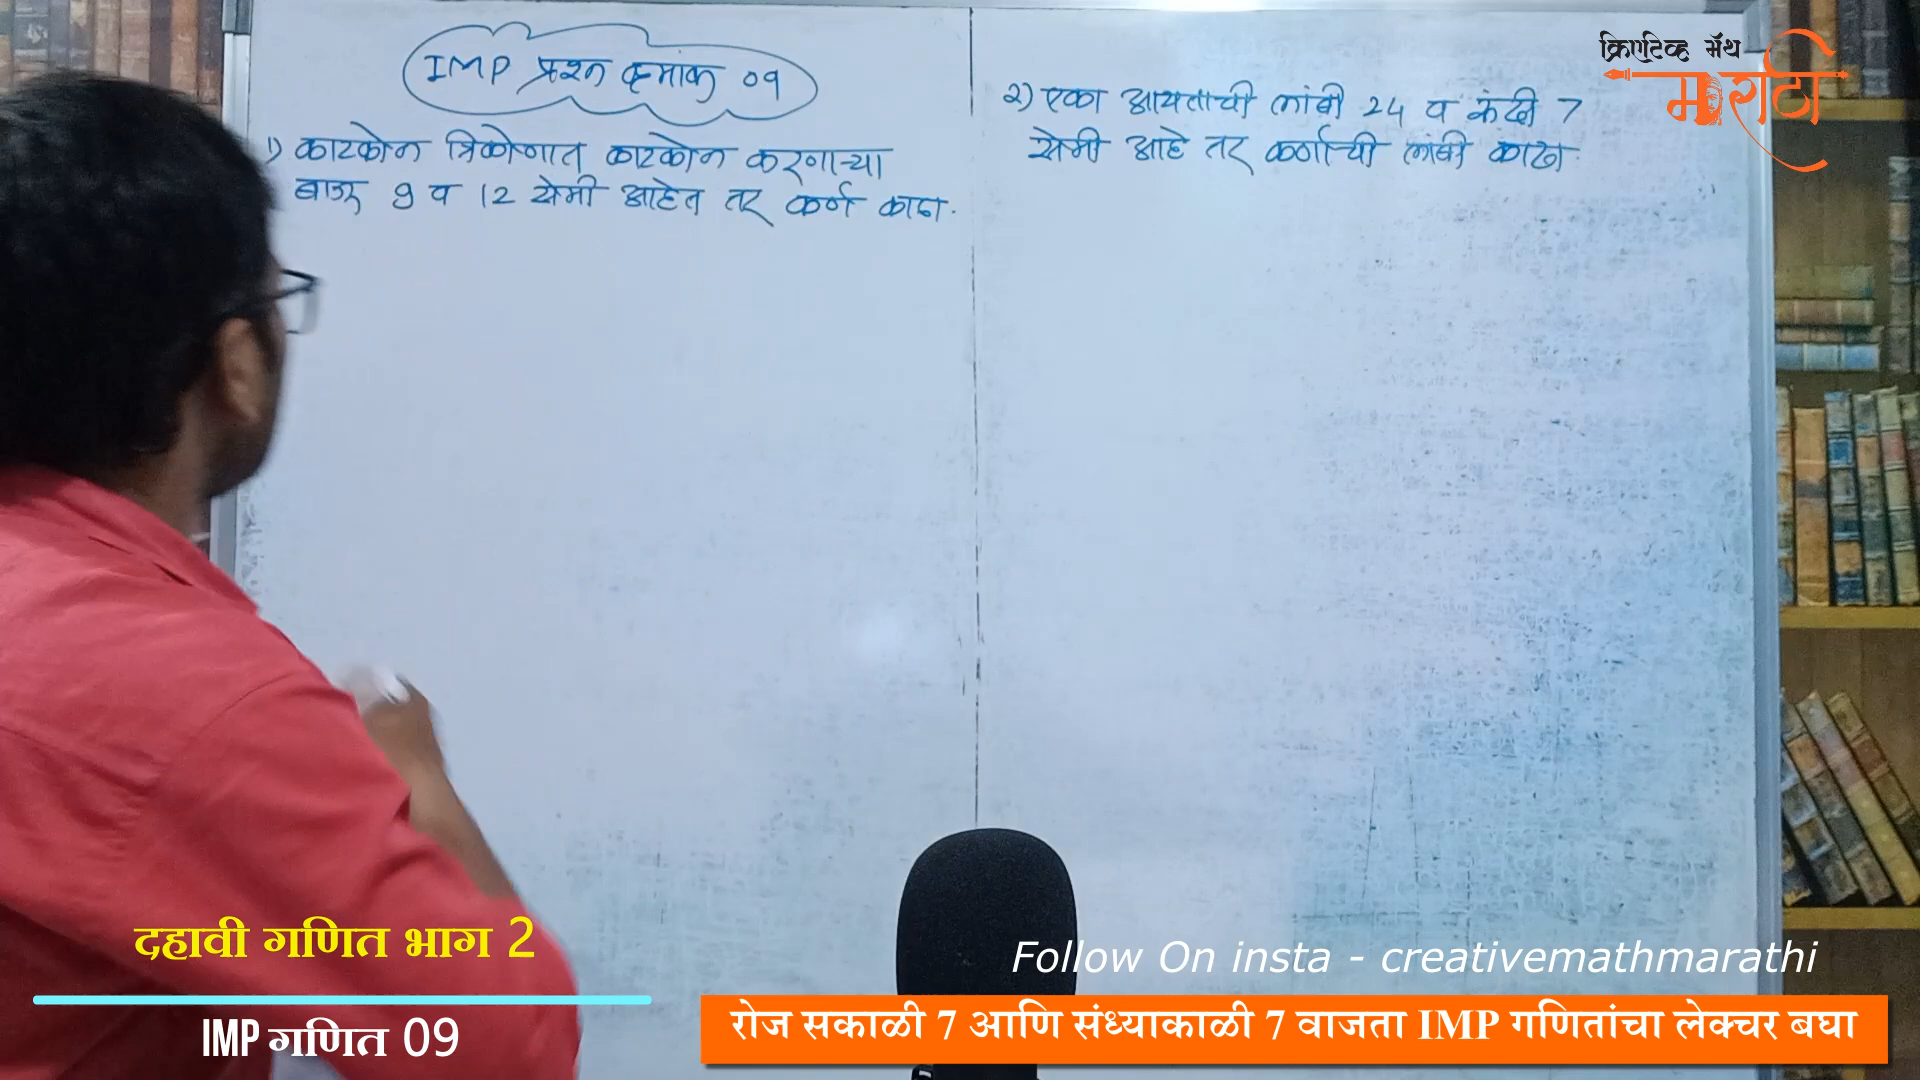 IMP प्रश्न क्रमांक 09
१) काटकोन त्रिकोणात काटकोन करणाऱ्या
बाजू 9 व 12 सेमी आहेत तर कर्ण काढा.
२) एका आयताची लांबी 24 व रुंदी 7
सेमी आहे तर कर्णाची लांबी काढा.
क्रिएटिव्ह मॅथ
मराठी
दहावी गणित भाग 2
IMP गणित 09
Follow On insta - creativemathmarathi
रोज सकाळी 7 आणि संध्याकाळी 7 वाजता IMP गणितांचा लेक्चर बघा